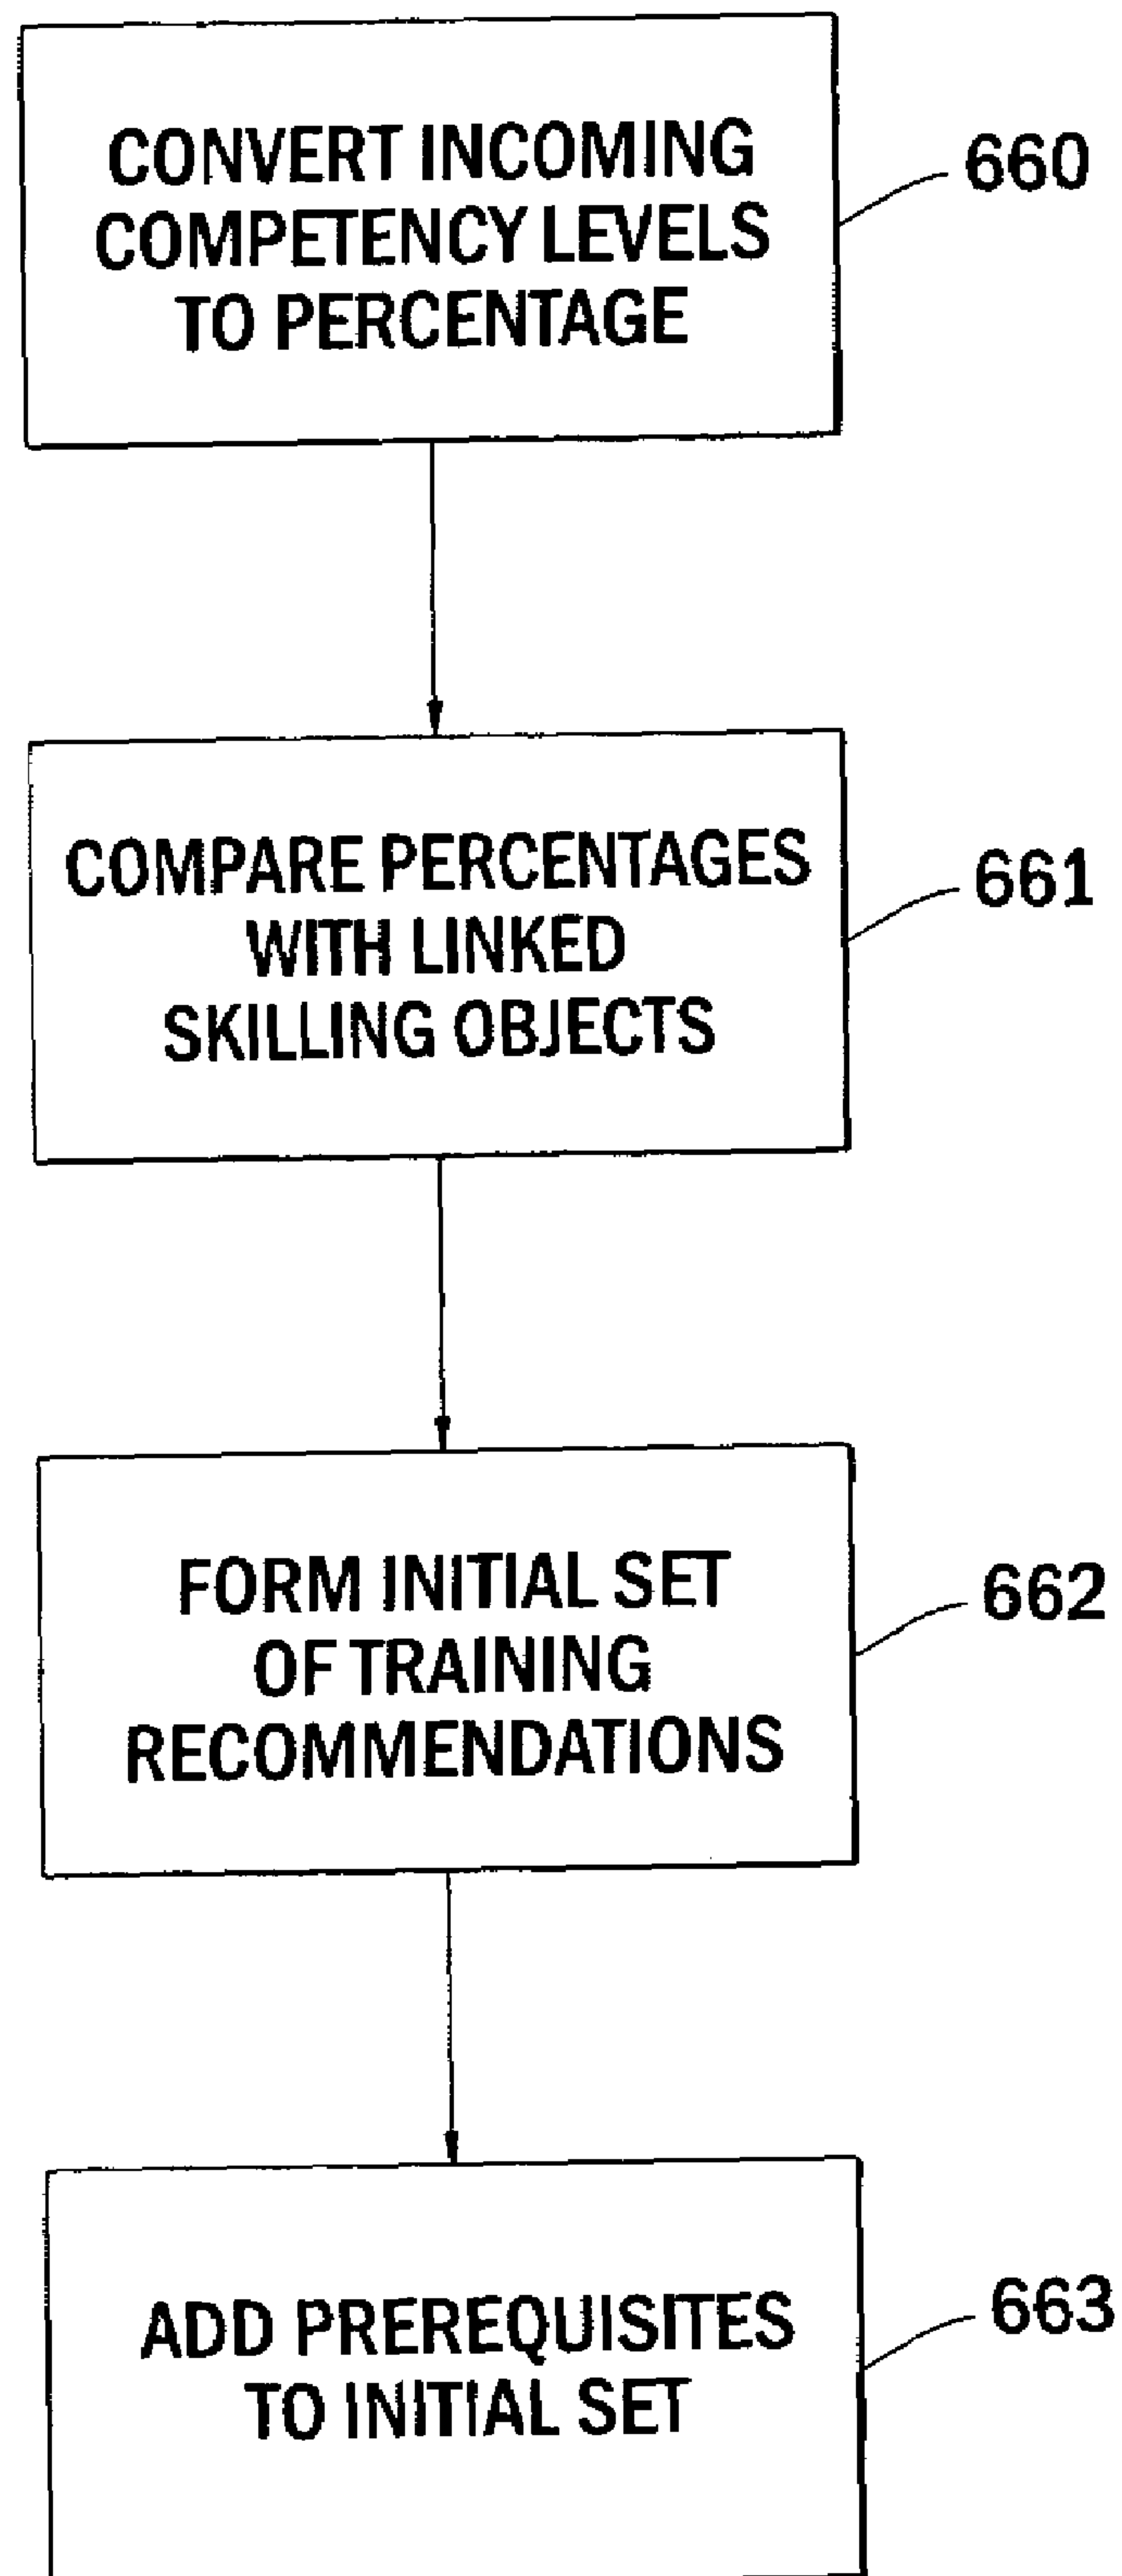 CONVERT INCOMING
COMPETENCY LEVELS
TO PERCENTAGE
660
COMPARE PERCENTAGES
WITH LINKED
SKILLING OBJECTS
661
FORM INITIAL SET
OF TRAINING
RECOMMENDATIONS
662
ADD PREREQUISITES
TO INITIAL SET
663